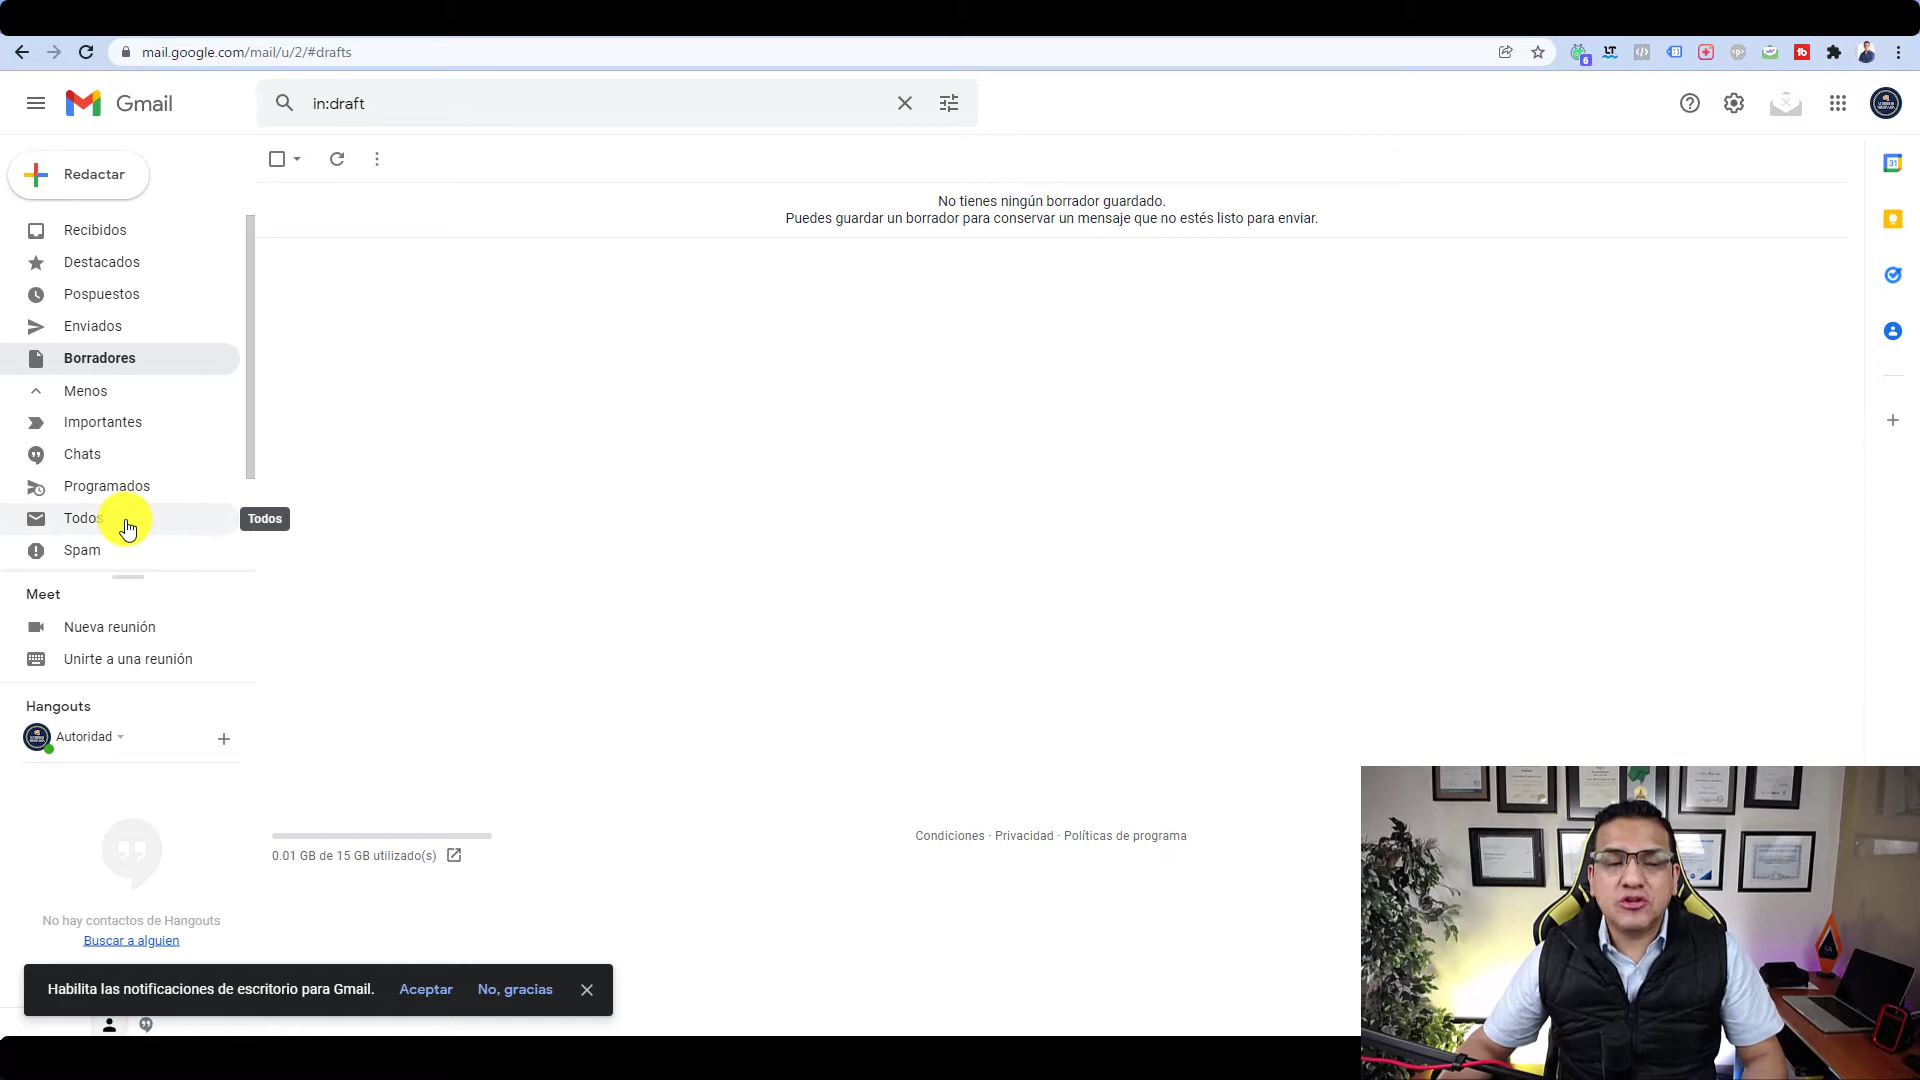 mail.google.com/mail/u/2/#drafts
6
Gmail
in:draft
Redactar
No tienes ningún borrador guardado.
Puedes guardar un borrador para conservar un mensaje que no estés listo para enviar.
Recibidos
Destacados
Pospuestos
Enviados
Borradores
Menos
Importantes
Chats
Programados
Todos
Todos
Spam
Meet
Nueva reunión
Unirte a una reunión
Hangouts
Autoridad
No hay contactos de Hangouts
Buscar a alguien
0.01 GB de 15 GB utilizado(s)
Condiciones · Privacidad · Políticas de programa
Habilita las notificaciones de escritorio para Gmail. Aceptar No, gracias
31
LT